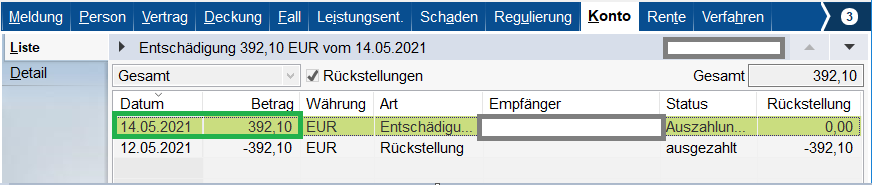 Meldung Person Vertrag Deckung Fall Leistungsent. Schaden Regulierung Konto Rente Verfahren 3
Liste
Entschädigung 392,10 EUR vom 14.05.2021
Detail
Gesamt Rückstellungen Gesamt 392,10
Datum Betrag Währung Art Empfänger Status Rückstellung
14.05.2021 392,10 EUR Entschädigu... Auszahlun... 0,00
12.05.2021 -392,10 EUR Rückstellung ausgezahlt -392,10